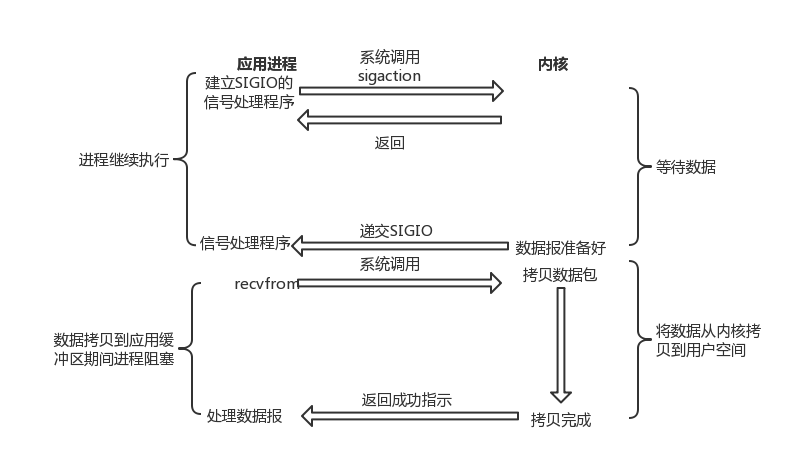 应用进程
系统调用
sigaction
内核
建立SIGIO的
信号处理程序
返回
进程继续执行
等待数据
信号处理程序
递交SIGIO
数据报准备好
系统调用
recvfrom
拷贝数据包
数据拷贝到应用缓
冲区期间进程阻塞
将数据从内核拷
贝到用户空间
处理数据报
返回成功指示
拷贝完成